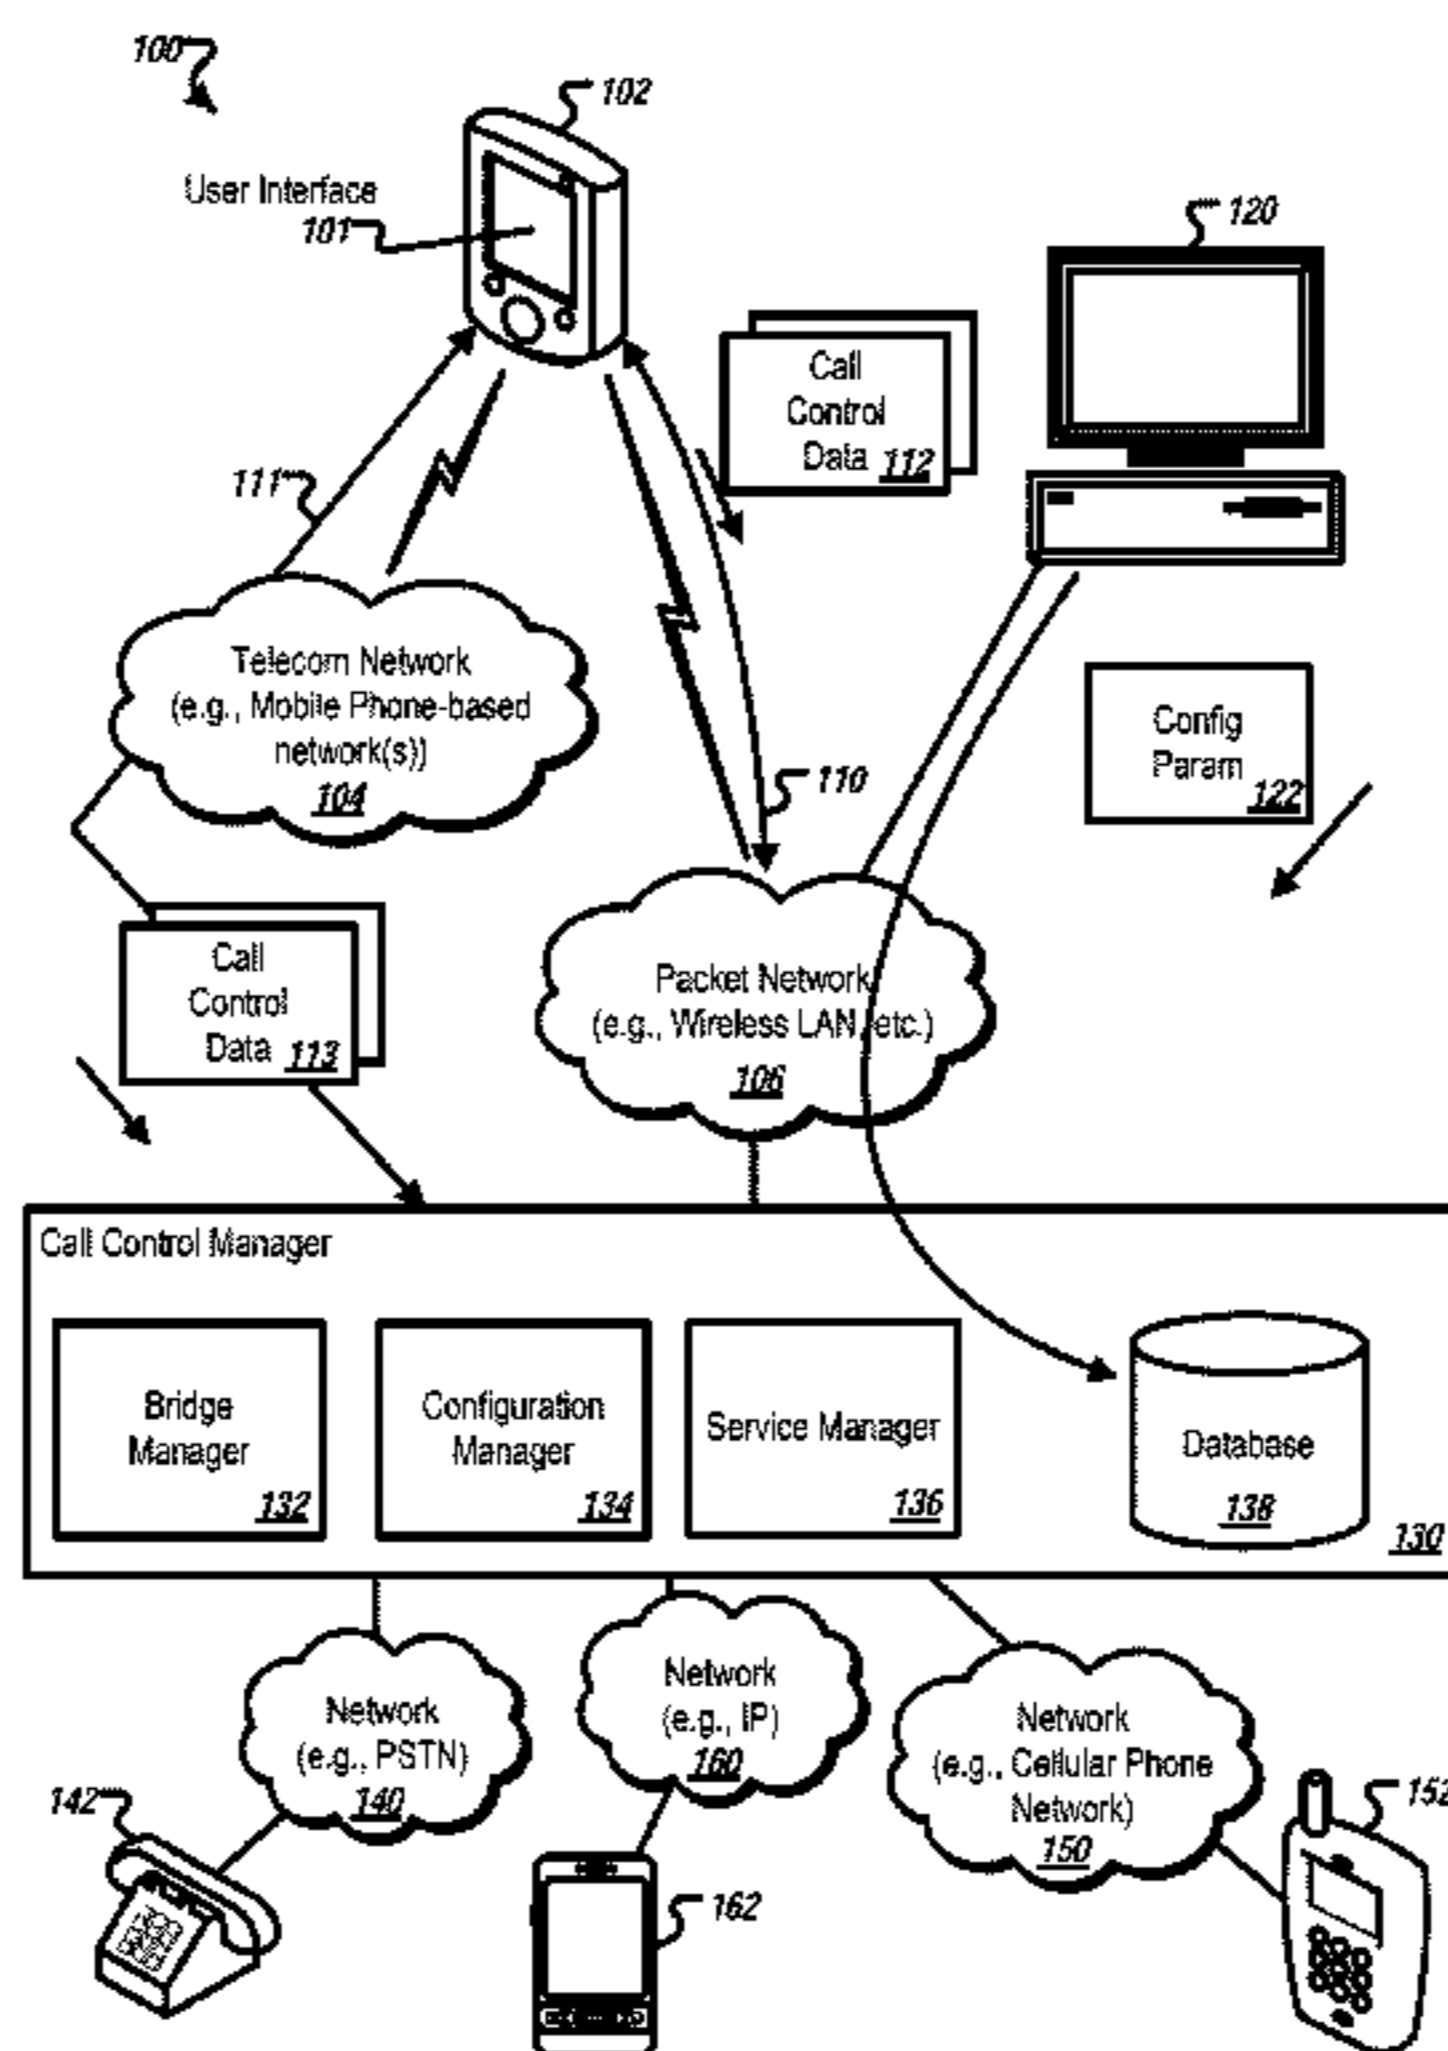 100
102
User Interface
101
120
Call
Control
Data 112
111
Telecom Network
(e.g., Mobile Phone-based
network(s))
104
Config
Param
122
110
Call
Control
Data 113
Packet Network
(e.g., Wireless LAN, etc.)
106
Call Control Manager
Bridge
Manager
132
Configuration
Manager
134
Service Manager
136
Database
138
130
Network
(e.g., PSTN)
140
Network
(e.g., IP)
160
Network
(e.g., Cellular Phone
Network)
150
142
152
162